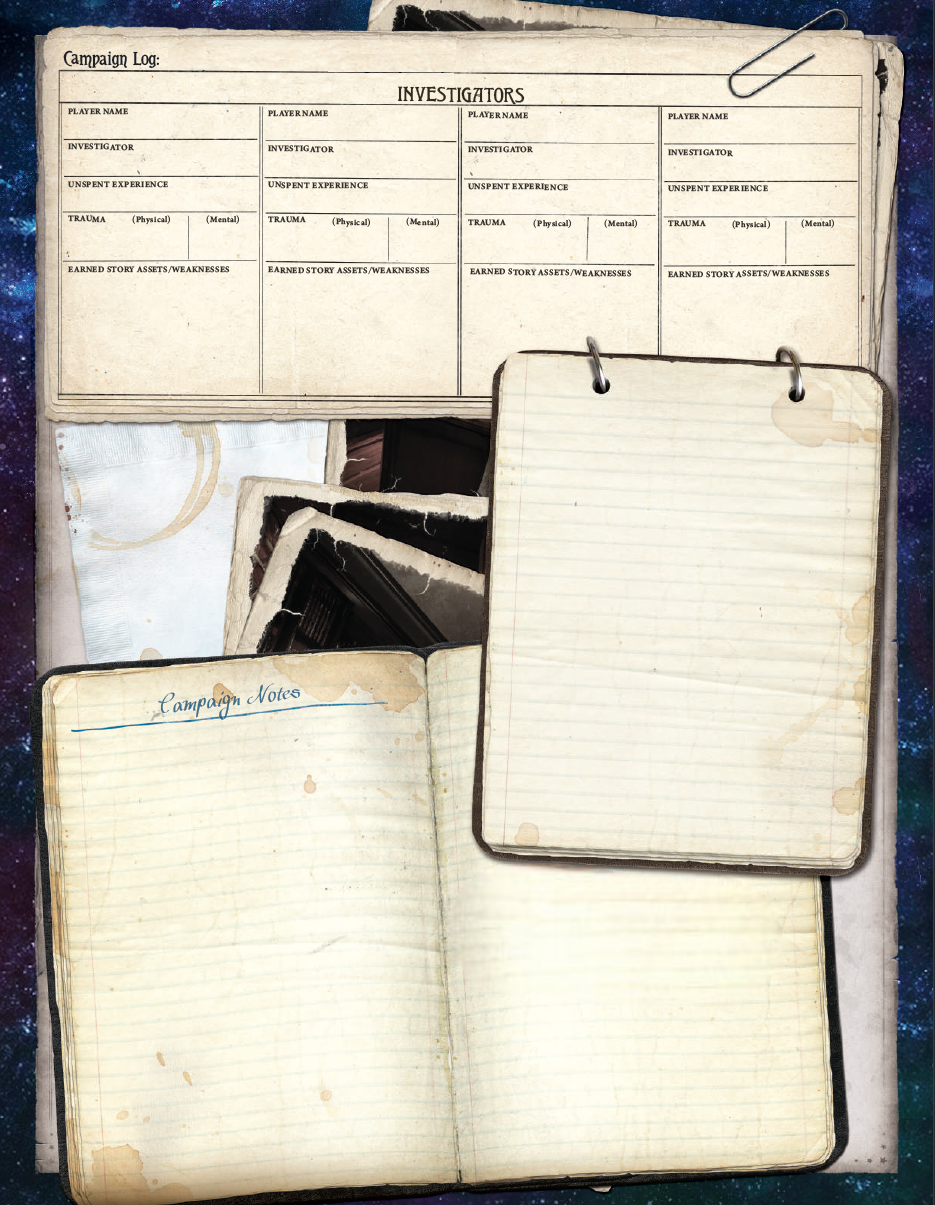 Campaign Log:
INVESTIGATORS
PLAYER NAME
INVESTIGATOR
UNSPENT EXPERIENCE
TRAUMA (Physical) (Mental)
EARNED STORY ASSETS/WEAKNESSES
PLAYER NAME
INVESTIGATOR
UNSPENT EXPERIENCE
TRAUMA (Physical) (Mental)
EARNED STORY ASSETS/WEAKNESSES
PLAYER NAME
INVESTIGATOR
UNSPENT EXPERIENCE
TRAUMA (Physical) (Mental)
EARNED STORY ASSETS/WEAKNESSES
PLAYER NAME
INVESTIGATOR
UNSPENT EXPERIENCE
TRAUMA (Physical) (Mental)
EARNED STORY ASSETS/WEAKNESSES
Campaign Notes